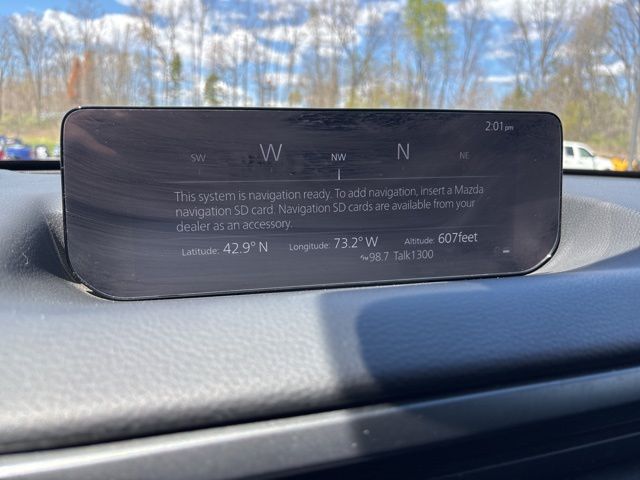 2:01pm
SW W NW N NE
This system is navigation ready. To add navigation, insert a Mazda
navigation SD card. Navigation SD cards are available from your
dealer as an accessory.
Latitude: 42.9° N Longitude: 73.2° W Altitude: 607feet
FM 98.7 Talk1300